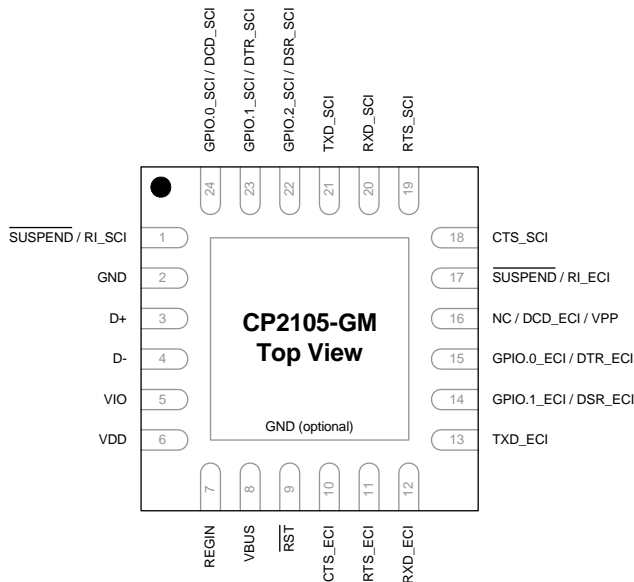 GPIO.0_SCI / DCD_SCI
GPIO.1_SCI / DTR_SCI
GPIO.2_SCI / DSR_SCI
TXD_SCI
RXD_SCI
RTS_SCI
24
23
22
21
20
19
SUSPEND / RI_SCI
1
GND
2
D+
3
D-
4
VIO
5
VDD
6
CP2105-GM
Top View
GND (optional)
18
CTS_SCI
17
SUSPEND / RI_ECI
16
NC / DCD_ECI / VPP
15
GPIO.0_ECI / DTR_ECI
14
GPIO.1_ECI / DSR_ECI
13
TXD_ECI
7
8
9
10
11
12
REGIN
VBUS
RST
CTS_ECI
RTS_ECI
RXD_ECI